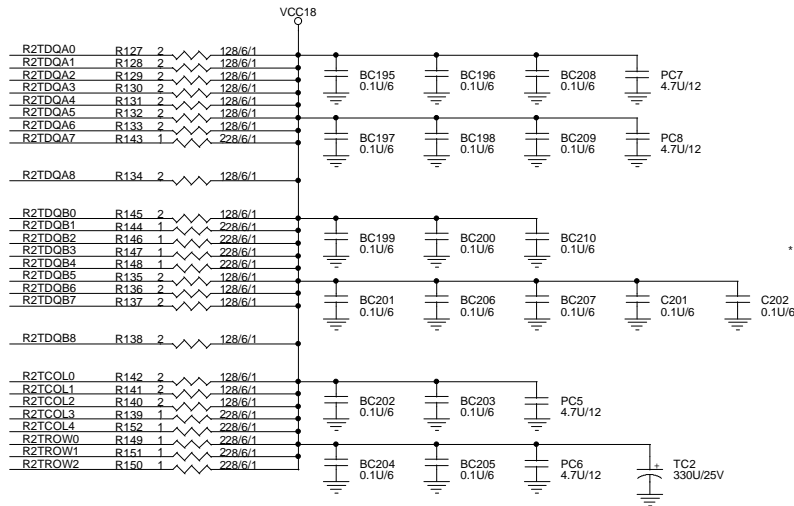 VCC18
R2TDQA0 R127 2 128/6/1
R2TDQA1 R128 2 128/6/1
R2TDQA2 R129 2 128/6/1
R2TDQA3 R130 2 128/6/1
R2TDQA4 R131 2 128/6/1
R2TDQA5 R132 2 128/6/1
R2TDQA6 R133 2 128/6/1
R2TDQA7 R143 1 228/6/1
BC195 BC196 BC208 PC7
0.1U/6 0.1U/6 0.1U/6 4.7U/12
BC197 BC198 BC209 PC8
0.1U/6 0.1U/6 0.1U/6 4.7U/12
R2TDQA8 R134 2 128/6/1
R2TDQB0 R145 2 128/6/1
R2TDQB1 R144 1 228/6/1
R2TDQB2 R146 1 228/6/1
R2TDQB3 R147 1 228/6/1
R2TDQB4 R148 1 228/6/1
R2TDQB5 R135 2 128/6/1
R2TDQB6 R136 2 128/6/1
R2TDQB7 R137 2 128/6/1
BC199 BC200 BC210
0.1U/6 0.1U/6 0.1U/6
*
BC201 BC206 BC207 C201 C202
0.1U/6 0.1U/6 0.1U/6 0.1U/6 0.1U/6
R2TDQB8 R138 2 128/6/1
R2TCOL0 R142 2 128/6/1
R2TCOL1 R141 2 128/6/1
R2TCOL2 R140 2 128/6/1
R2TCOL3 R139 1 228/6/1
R2TCOL4 R152 1 228/6/1
R2TROW0 R149 1 228/6/1
R2TROW1 R151 1 228/6/1
R2TROW2 R150 1 228/6/1
BC202 BC203 PC5
0.1U/6 0.1U/6 4.7U/12
BC204 BC205 PC6 + TC2
0.1U/6 0.1U/6 4.7U/12 330U/25V